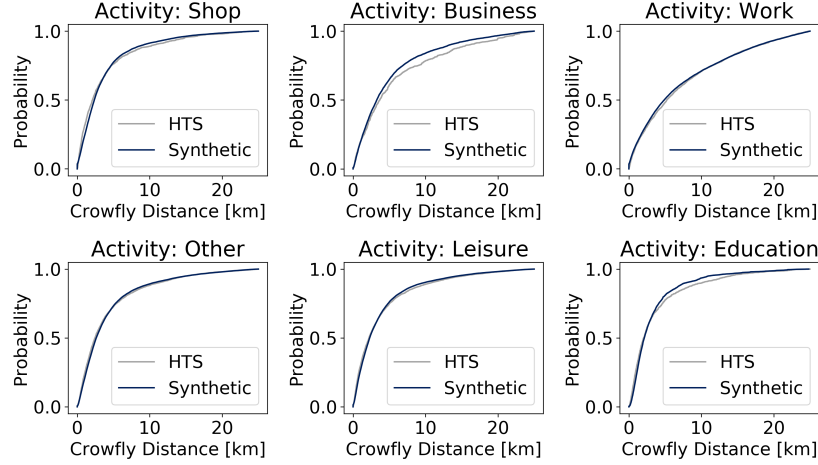 Activity: Shop
1.0
0.5
0.0
Probability
HTS
Synthetic
0 10 20
Crowfly Distance [km]
Activity: Business
1.0
0.5
0.0
Probability
HTS
Synthetic
0 10 20
Crowfly Distance [km]
Activity: Work
1.0
0.5
0.0
Probability
HTS
Synthetic
0 10 20
Crowfly Distance [km]
Activity: Other
1.0
0.5
0.0
Probability
HTS
Synthetic
0 10 20
Crowfly Distance [km]
Activity: Leisure
1.0
0.5
0.0
Probability
HTS
Synthetic
0 10 20
Crowfly Distance [km]
Activity: Education
1.0
0.5
0.0
Probability
HTS
Synthetic
0 10 20
Crowfly Distance [km]